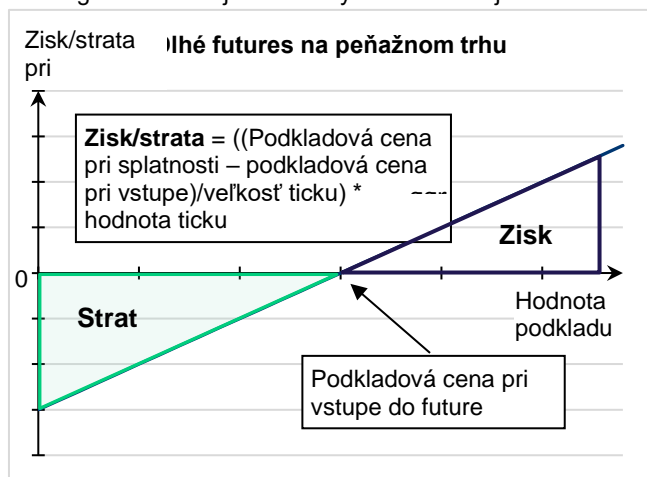 Zisk/strata
pri
lhé futures na peňažnom trhu
Zisk/strata = ((Podkladová cena
pri splatnosti – podkladová cena
pri vstupe)/veľkosť ticku) *
hodnota ticku
Zisk
0
Hodnota
podkladu
Strat
Podkladová cena pri
vstupe do future